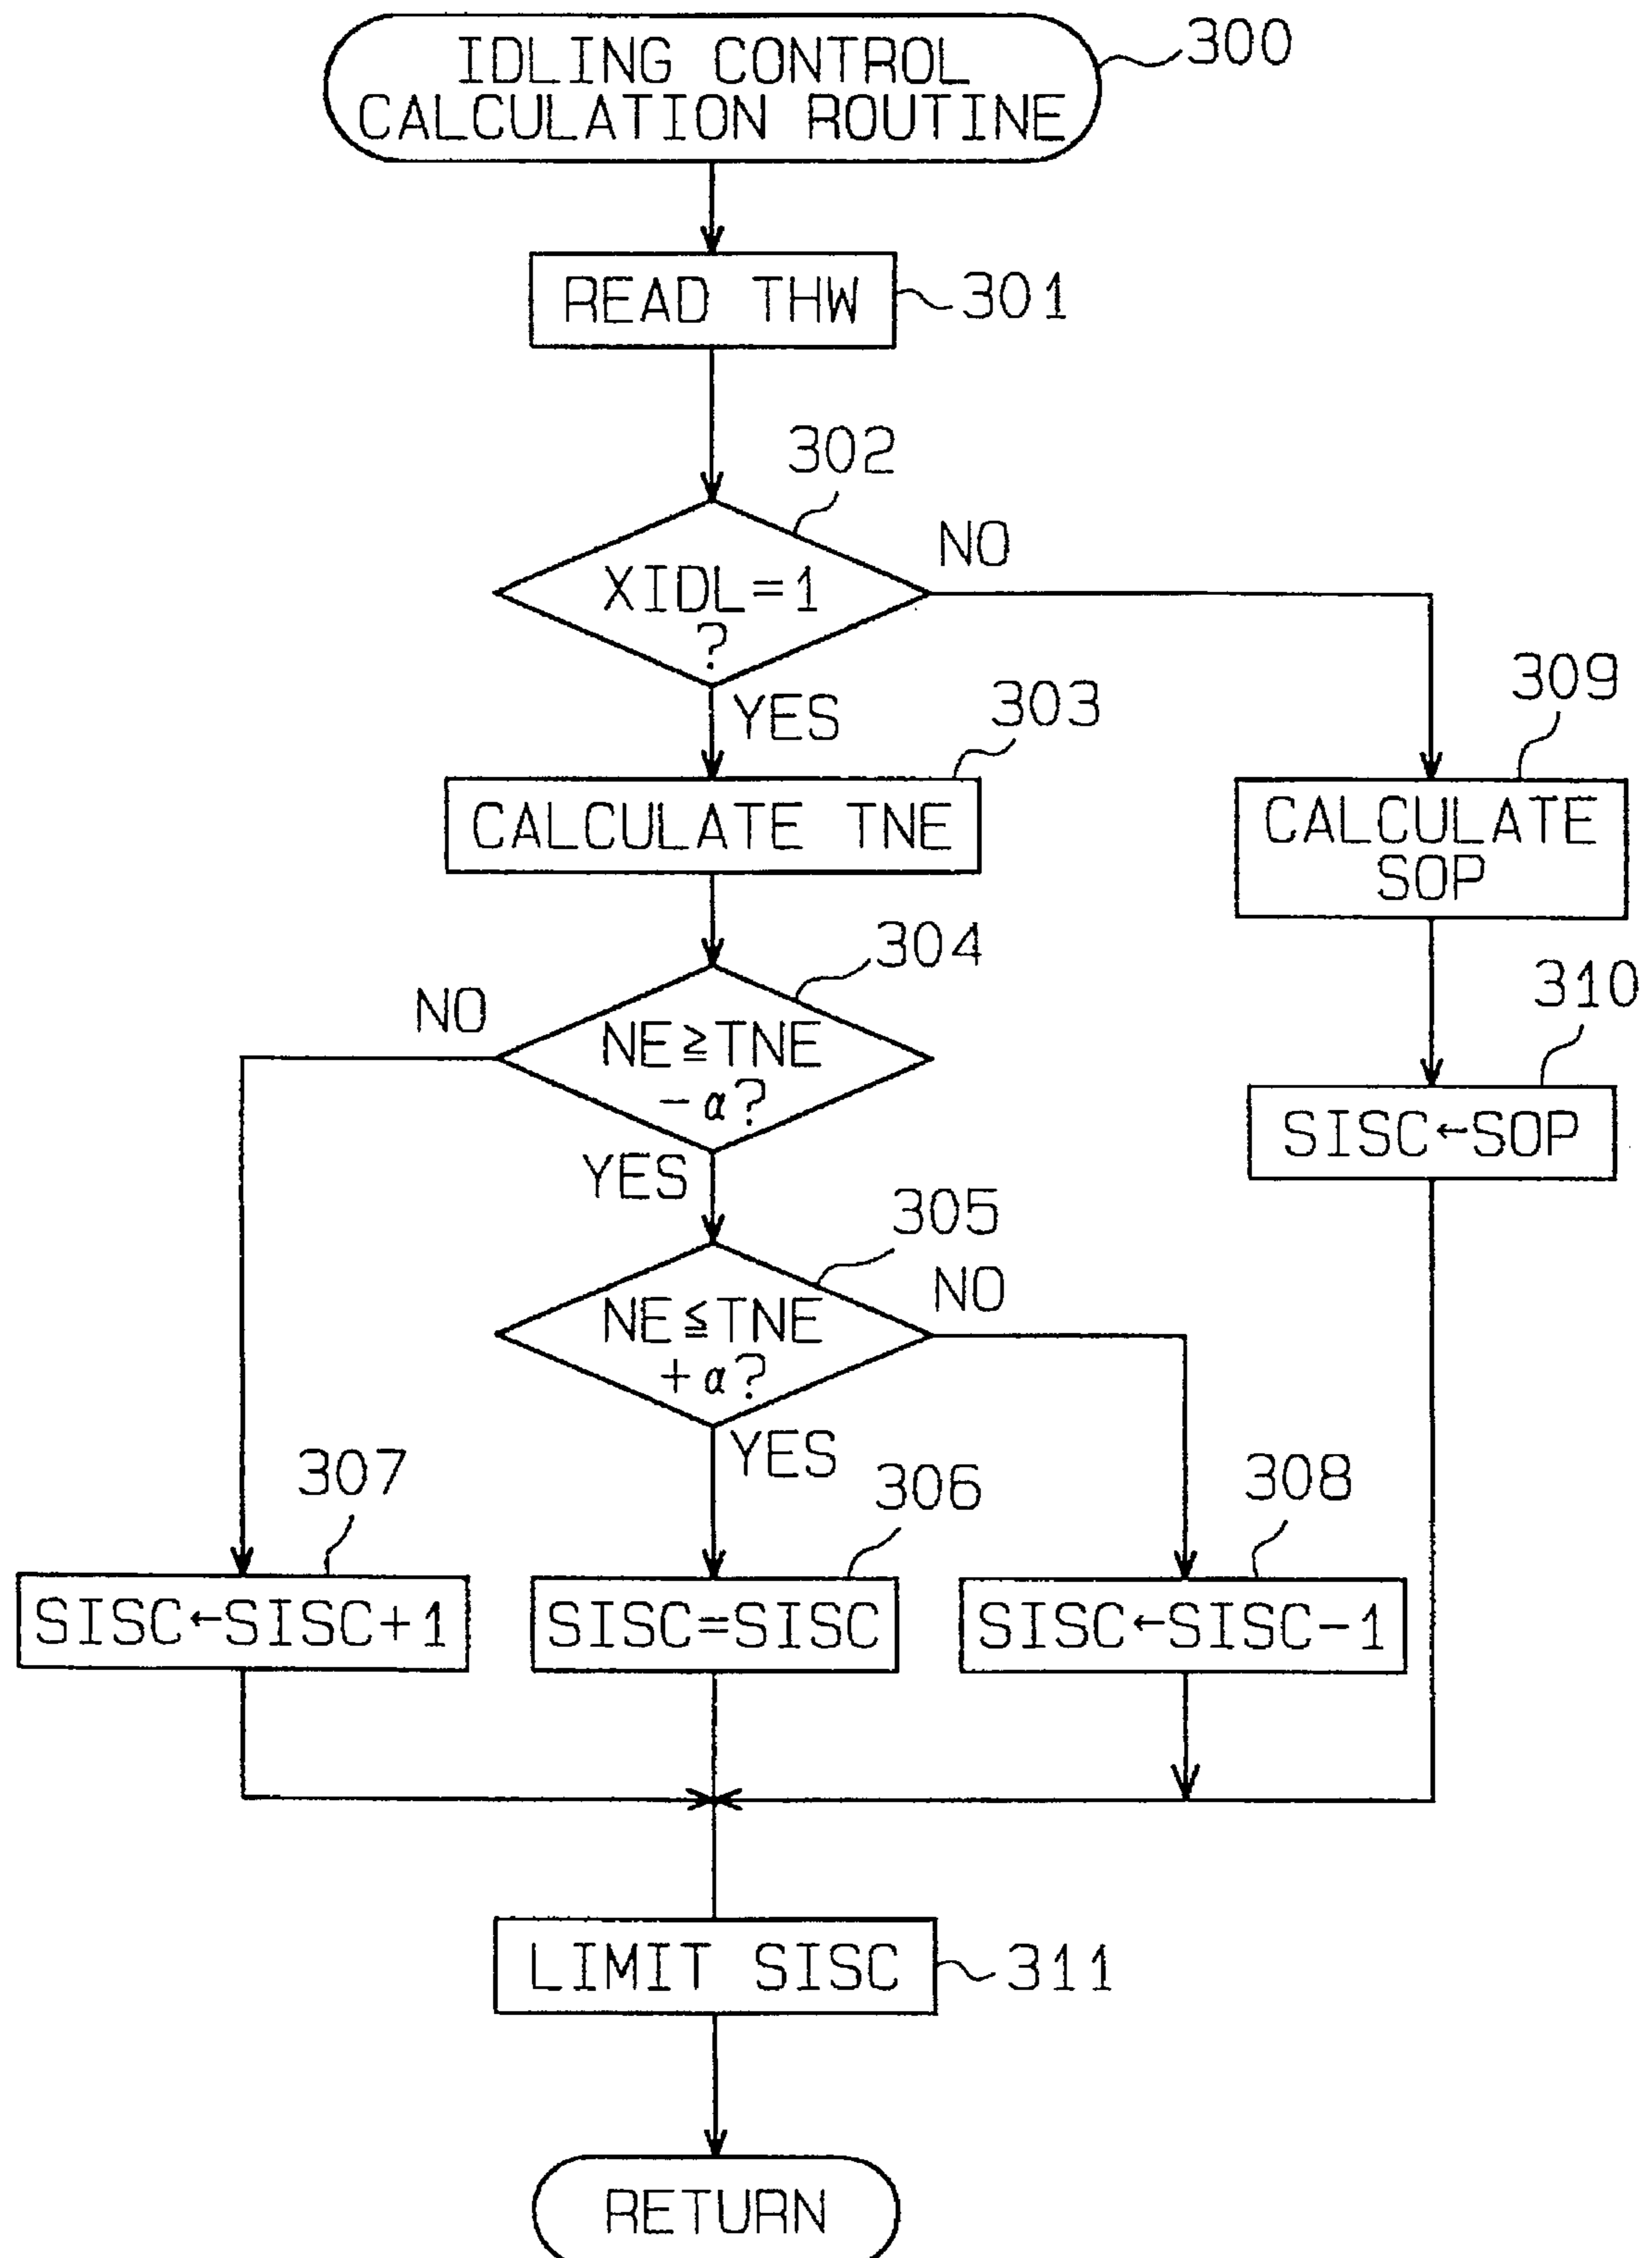 IDLING CONTROL
CALCULATION ROUTINE
300
READ THW
301
302
XIDL=1
?
NO
YES
303
309
CALCULATE TNE
CALCULATE
SOP
304
310
NO
NE≧TNE
-α?
SISC←SOP
YES
305
NE≦TNE
+α?
NO
YES
307
306
308
SISC←SISC+1
SISC=SISC
SISC←SISC-1
LIMIT SISC
311
RETURN